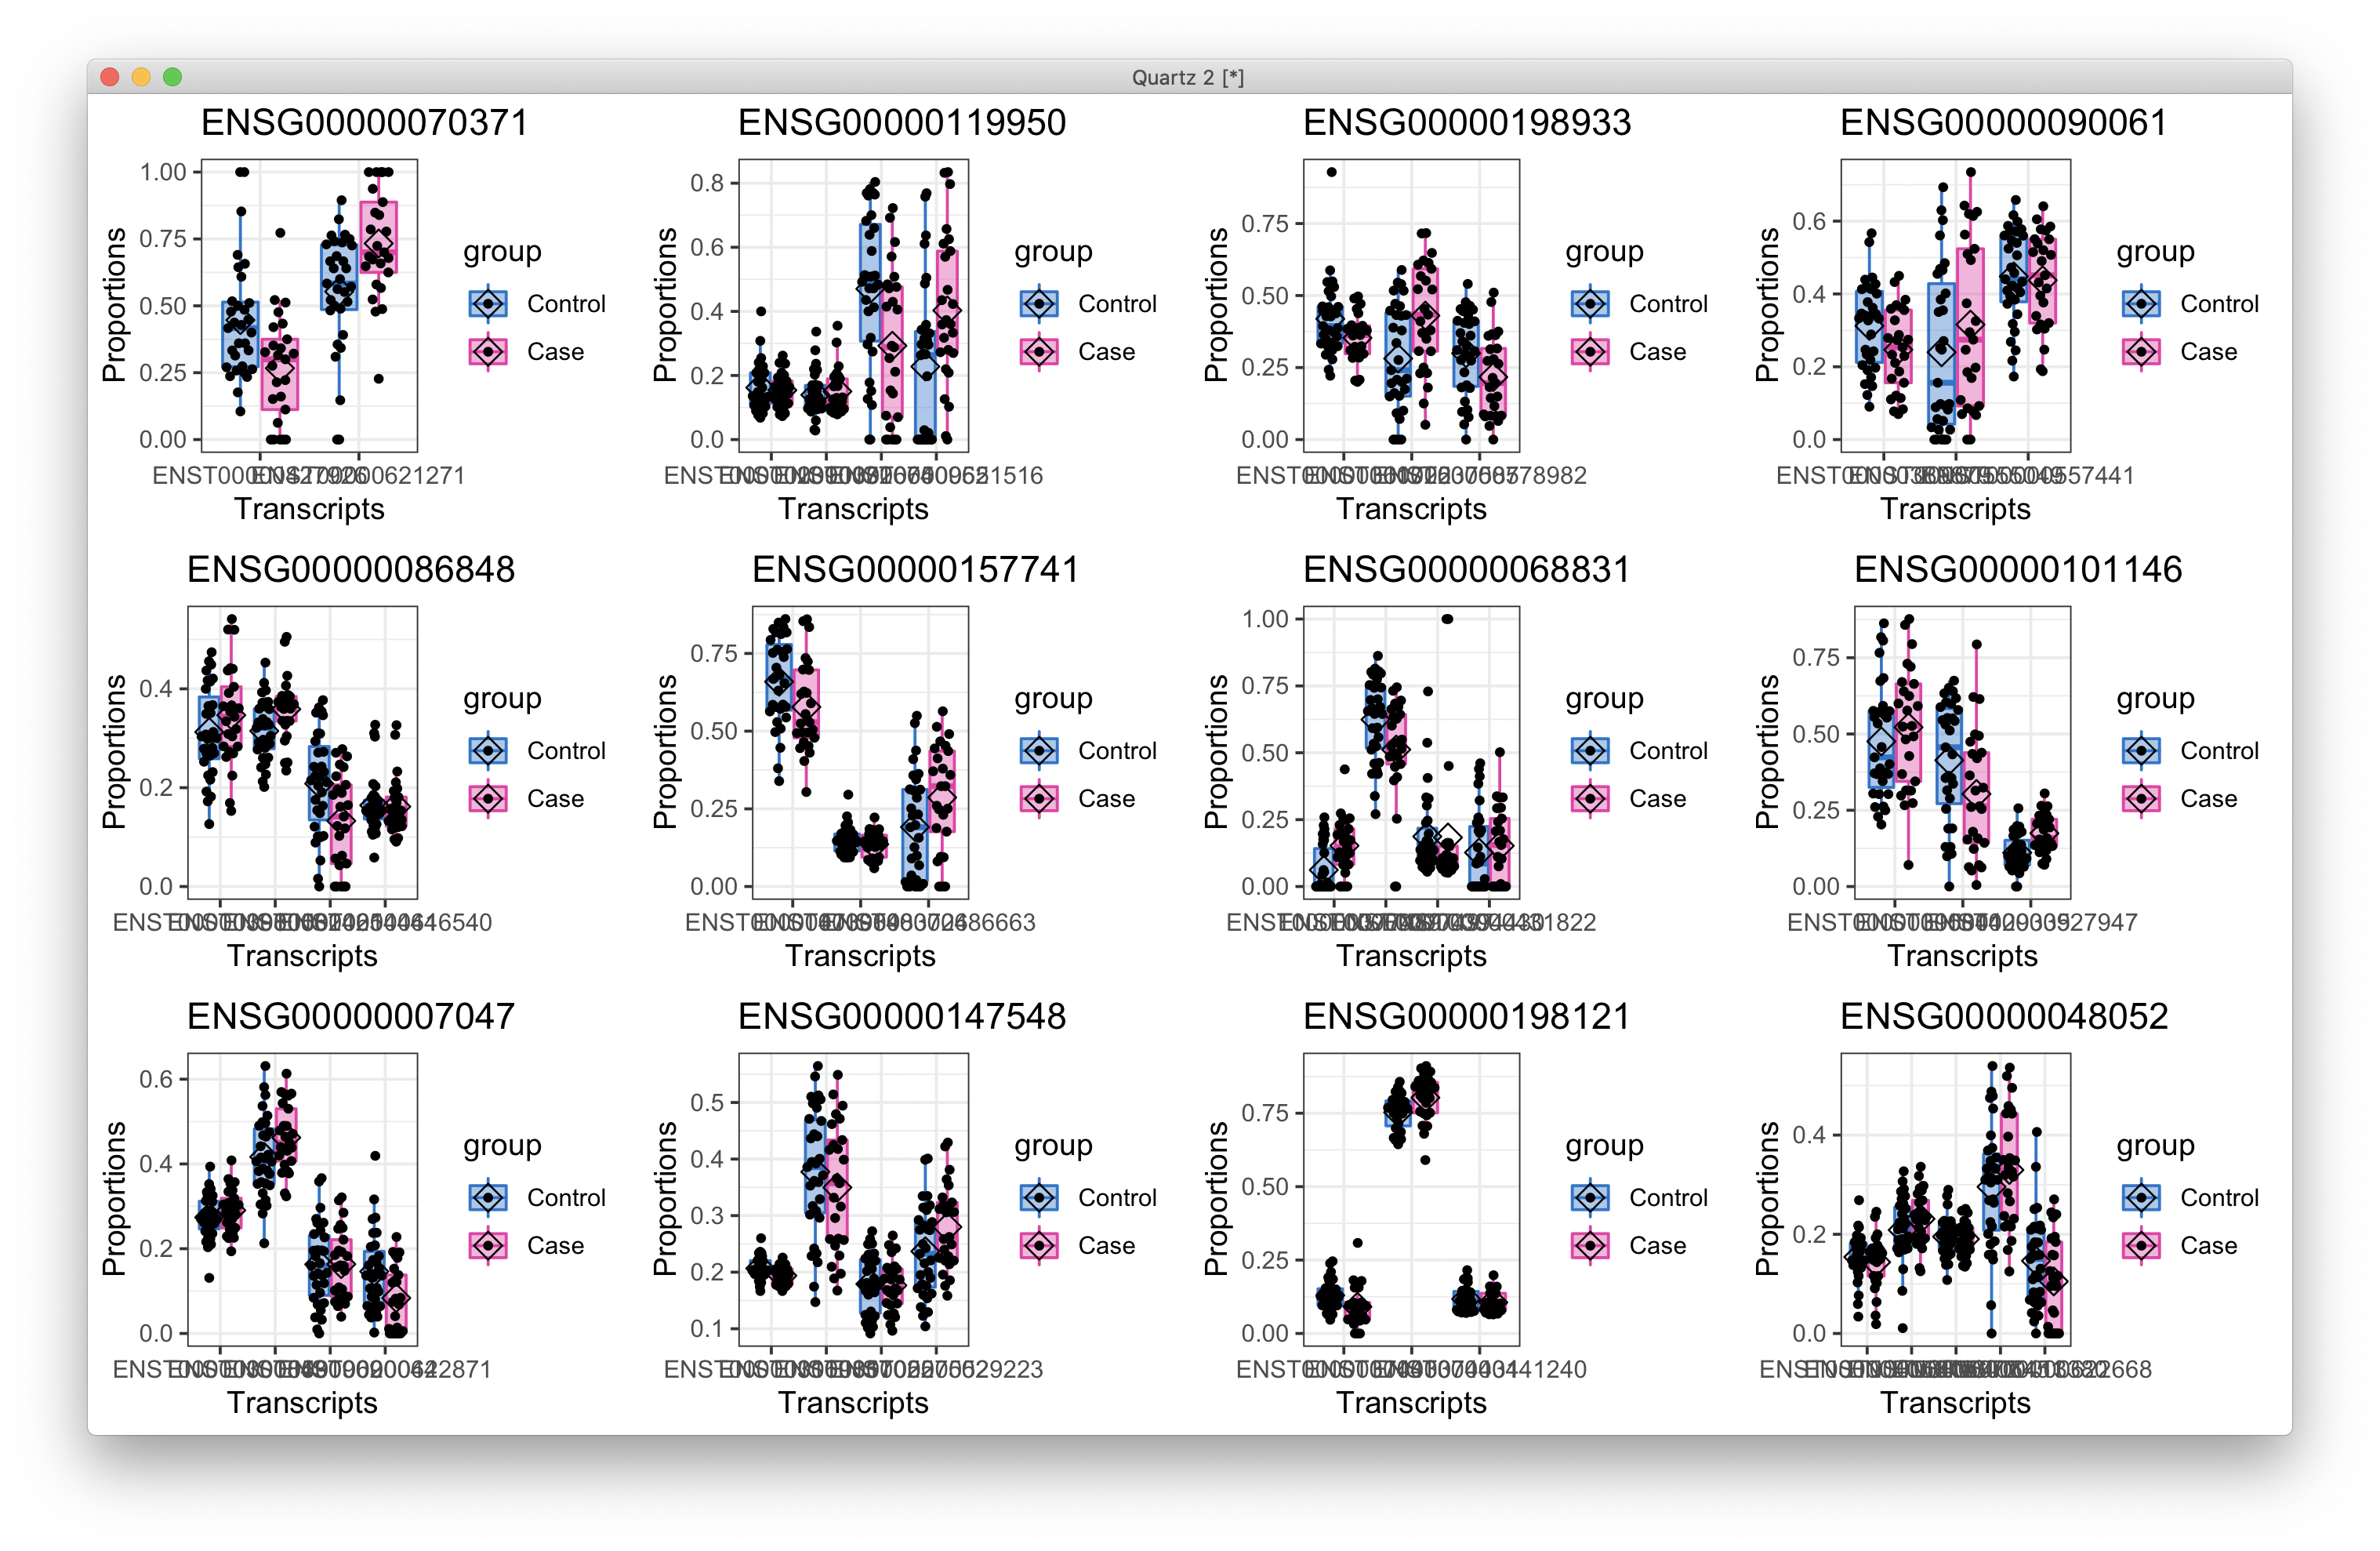 Quartz 2 [*]
ENSG00000070371
1.00
0.75
0.50
0.25
0.00
Proportions
Transcripts
group
Control
Case
ENSG00000119950
0.8
0.6
0.4
0.2
0.0
Proportions
Transcripts
group
Control
Case
ENSG00000198933
0.75
0.50
0.25
0.00
Proportions
Transcripts
group
Control
Case
ENSG00000090061
0.6
0.4
0.2
0.0
Proportions
Transcripts
group
Control
Case
ENSG00000086848
0.4
0.2
0.0
Proportions
Transcripts
group
Control
Case
ENSG00000157741
0.75
0.50
0.25
0.00
Proportions
Transcripts
group
Control
Case
ENSG00000068831
1.00
0.75
0.50
0.25
0.00
Proportions
Transcripts
group
Control
Case
ENSG00000101146
0.75
0.50
0.25
0.00
Proportions
Transcripts
group
Control
Case
ENSG00000007047
0.6
0.4
0.2
0.0
Proportions
Transcripts
group
Control
Case
ENSG00000147548
0.5
0.4
0.3
0.2
0.1
Proportions
Transcripts
group
Control
Case
ENSG00000198121
0.75
0.50
0.25
0.00
Proportions
Transcripts
group
Control
Case
ENSG00000048052
0.4
0.2
0.0
Proportions
Transcripts
group
Control
Case